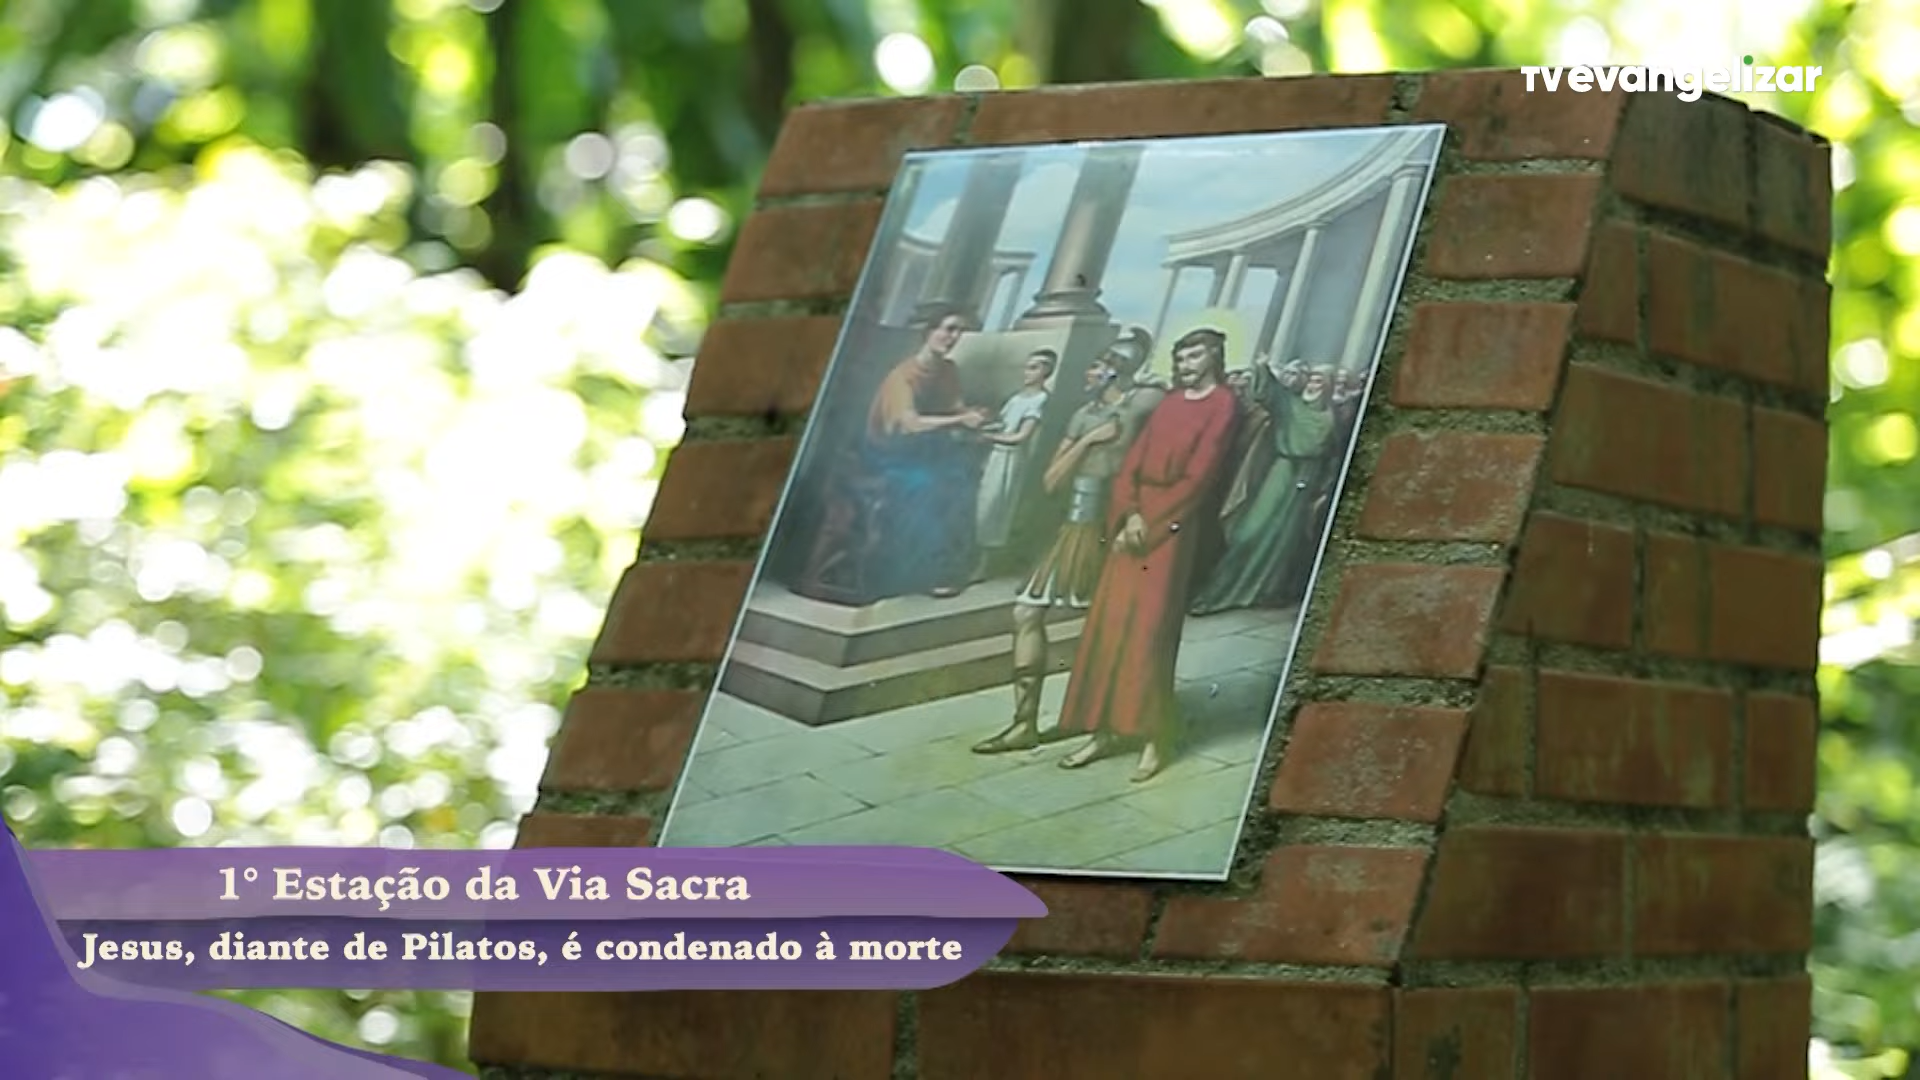 TVevangelizar
1° Estação da Via Sacra
Jesus, diante de Pilatos, é condenado à morte